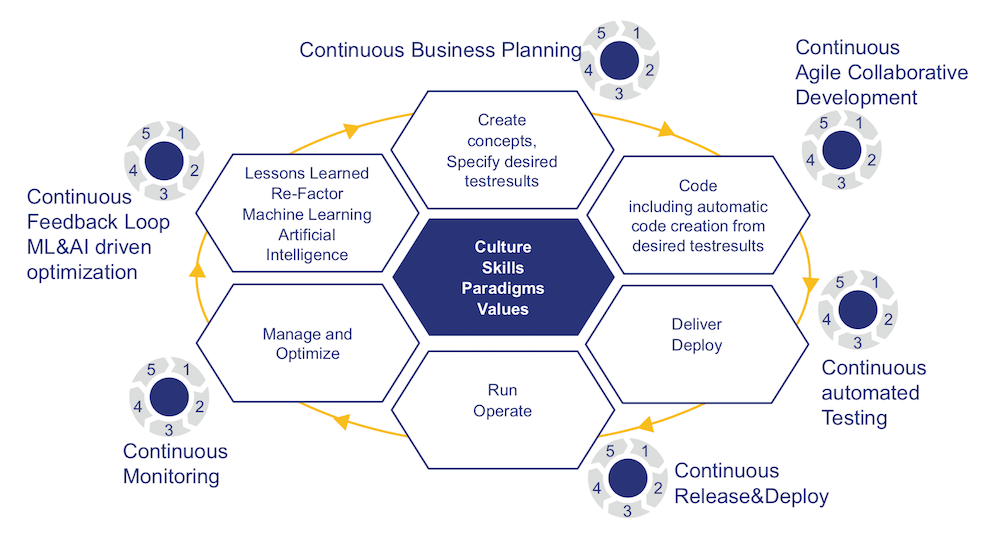 Continuous Business Planning
5 1
4 2
3
Continuous
Agile Collaborative
Development
5 1
4 2
3
Create
concepts,
Specify desired
testresults
5 1
4 2
3
Continuous
Feedback Loop
ML&AI driven
optimization
Lessons Learned
Re-Factor
Machine Learning
Artificial
Intelligence
Code
including automatic
code creation from
desired testresults
Culture
Skills
Paradigms
Values
5 1
4 2
3
Continuous
automated
Testing
Manage and
Optimize
Deliver
Deploy
5 1
4 2
3
Continuous
Monitoring
Run
Operate
5 1
4 2
3
Continuous
Release&Deploy